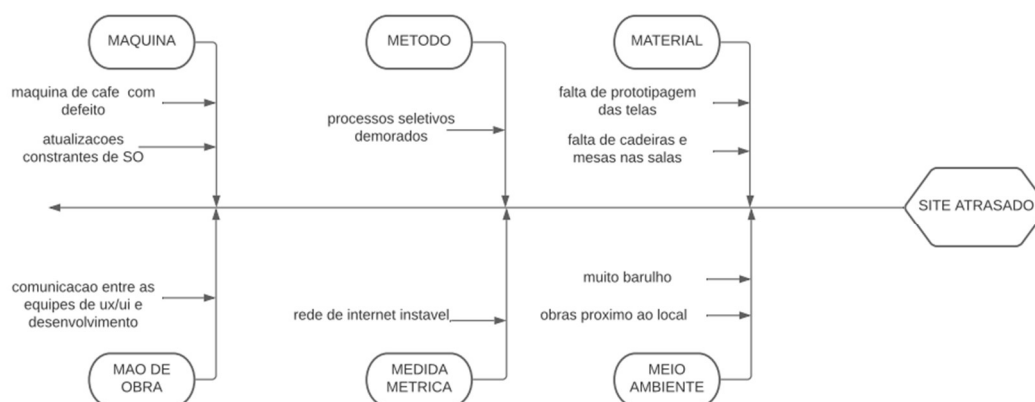 MAQUINA
METODO
MATERIAL
maquina de cafe com
defeito
atualizacoes
constrantes de SO
processos seletivos
demorados
falta de prototipagem
das telas
falta de cadeiras e
mesas nas salas
SITE ATRASADO
comunicacao entre as
equipes de ux/ui e
desenvolvimento
rede de internet instavel
muito barulho
obras proximo ao local
MAO DE
OBRA
MEDIDA
METRICA
MEIO
AMBIENTE